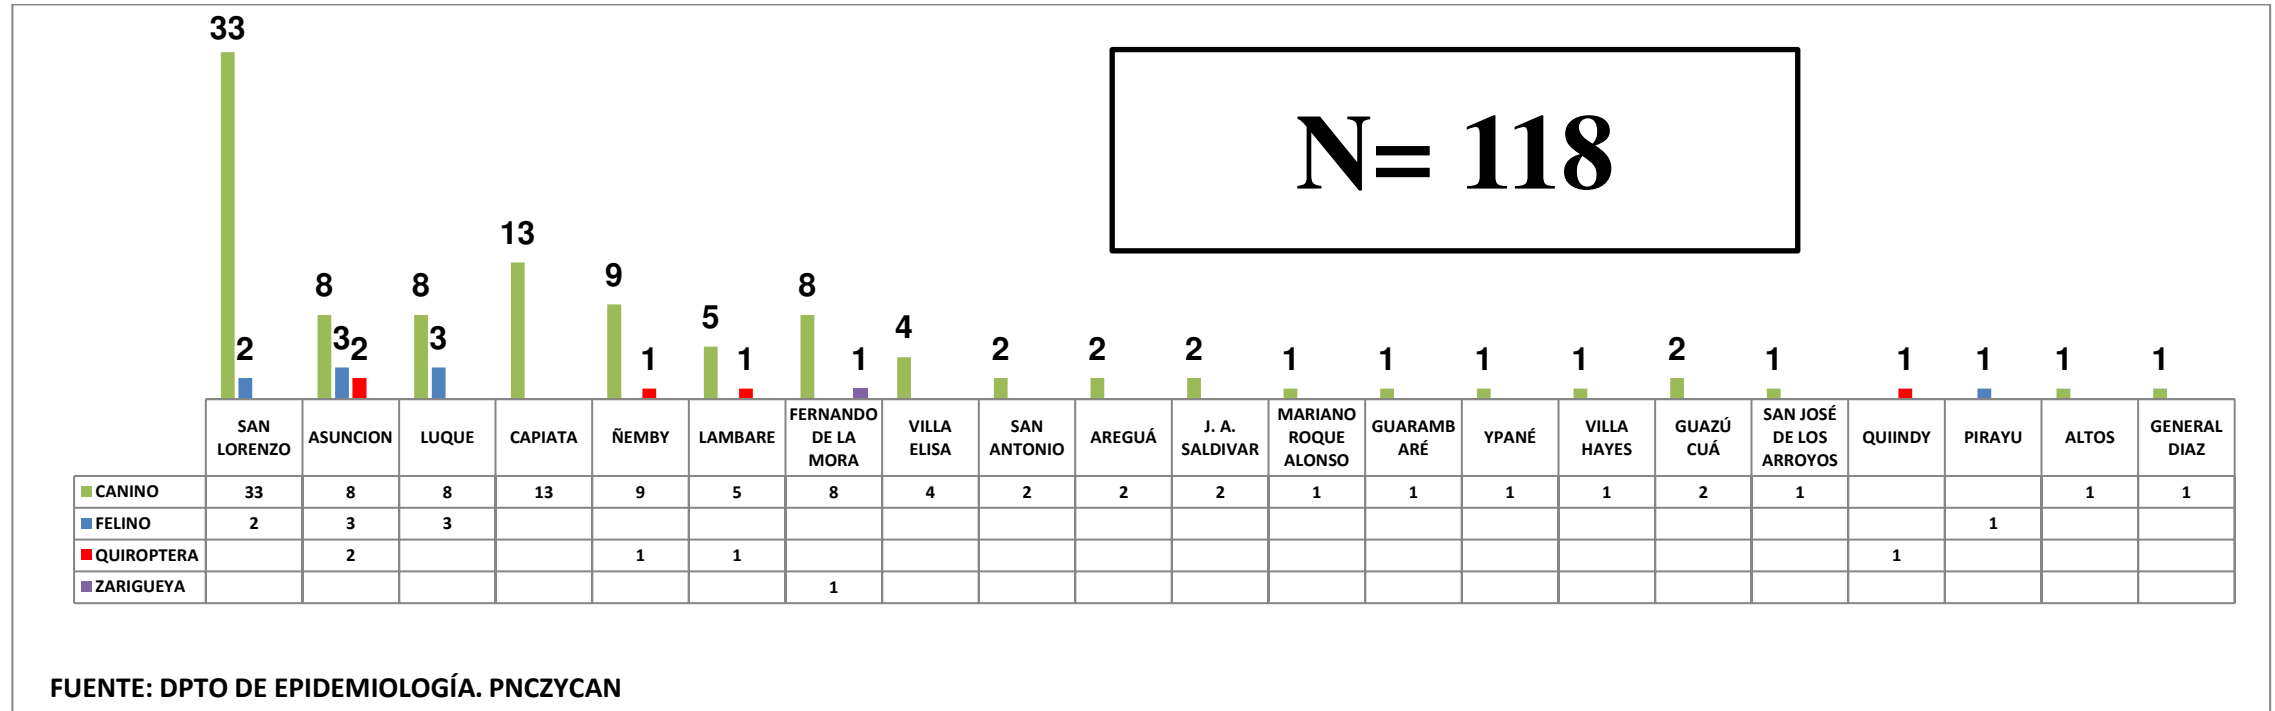 33
N= 118
13
9
8 8 8
5
4
3 3
2 2 2 2 2 2
1 1 1 1 1 1 1 1 1 1 1 1
SAN LORENZO ASUNCION LUQUE CAPIATA ÑEMBY LAMBARE FERNANDO DE LA MORA VILLA ELISA SAN ANTONIO AREGUÁ J. A. SALDIVAR MARIANO ROQUE ALONSO GUARAMB ARÉ YPANÉ VILLA HAYES GUAZÚ CUÁ SAN JOSÉ DE LOS ARROYOS QUIINDY PIRAYU ALTOS GENERAL DIAZ
CANINO 33 8 8 13 9 5 8 4 2 2 2 1 1 1 1 2 1 1 1
FELINO 2 3 3 1
QUIROPTERA 2 1 1 1
ZARIGUEYA 1
FUENTE: DPTO DE EPIDEMIOLOGÍA. PNCZYCAN